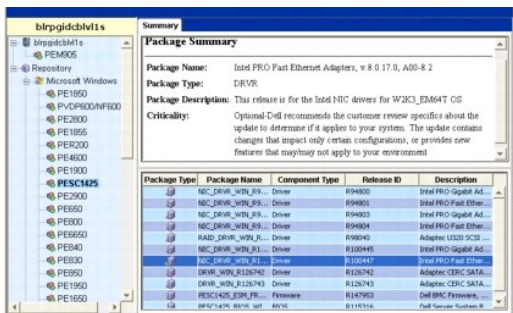 blrpgidcblvl1s
blrpgidcblvl1s
PEM905
Repository
Microsoft Windows
PE1850
PVDP600/NF600
PE2800
PE1855
PER200
PE4600
PE1900
PESC1425
PE2900
PE650
PE800
PE6650
PE840
PE830
PE850
PE1950
PE1650
Summary
Package Summary
Package Name: Intel PRO Fast Ethernet Adapters, v.8.0.17.0, A00-8.2
Package Type: DRVR
Package Description: This release is for the Intel NIC drivers for W2K3_EM64T OS.
Criticality: Optional-Dell recommends the customer review specifics about the
update to determine if it applies to your system. The update contains
changes that impact only certain configurations, or provides new
features that may/may not apply to your environment
Package Type Package Name Component Type Release ID Description
NIC_DRVR_WIN_R9... Driver R94800 Intel PRO Gigabit Ad...
NIC_DRVR_WIN_R9... Driver R94801 Intel PRO Fast Ether...
NIC_DRVR_WIN_R9... Driver R94803 Intel PRO Gigabit Ad...
NIC_DRVR_WIN_R9... Driver R94804 Intel PRO Fast Ether...
RAID_DRVR_WIN_R... Driver R98040 Adaptec U320 SCSI ...
NIC_DRVR_WIN_R1... Driver R100445 Intel PRO Gigabit Ad...
NIC_DRVR_WIN_R1... Driver R100447 Intel PRO Fast Ether...
DRVR_WIN_R126742 Driver R126742 Adaptec CERC SATA...
DRVR_WIN_R126743 Driver R126743 Adaptec CERC SATA...
PESC1425_ESM_FR... Firmware R147953 Dell BMC Firmware, ...
PESC1425_BIOS_WI... BIOS R115316 Dell Server System B...